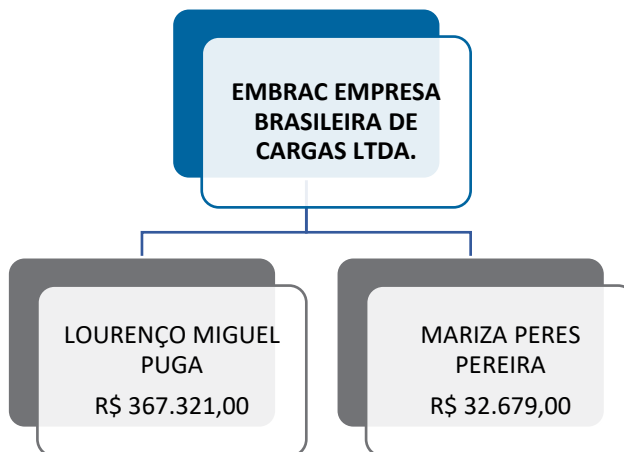 EMBRAC EMPRESA
BRASILEIRA DE
CARGAS LTDA.
LOURENÇO MIGUEL
PUGA
R$ 367.321,00
MARIZA PERES
PEREIRA
R$ 32.679,00